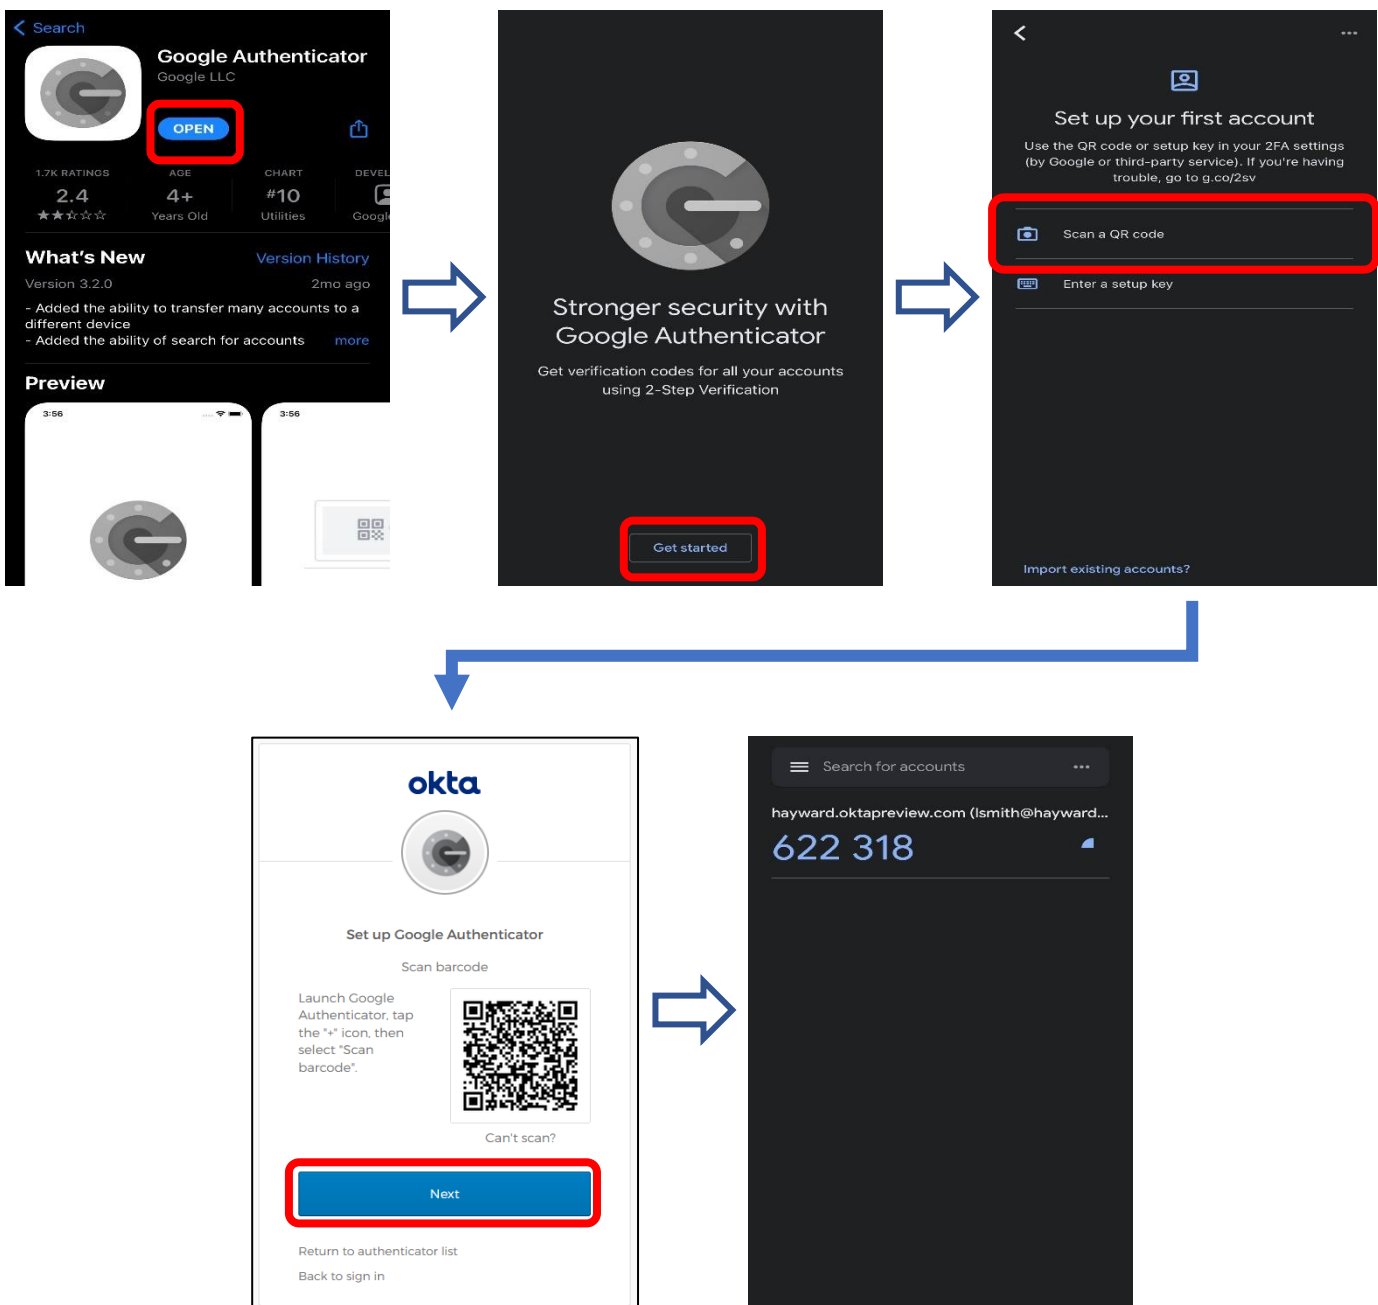 Search
Google Authenticator
Google LLC
OPEN
1.7K RATINGS
2.4
AGE
4+
Years Old
CHART
#10
Utilities
DEVEL
Google
What's New
Version History
Version 3.2.0
2mo ago
- Added the ability to transfer many accounts to a
different device
- Added the ability of search for accounts
more
Preview
3:56
3:56
Stronger security with
Google Authenticator
Get verification codes for all your accounts
using 2-Step Verification
Get started
Set up your first account
Use the QR code or setup key in your 2FA settings
(by Google or third-party service). If you're having
trouble, go to g.co/2sv
Scan a QR code
Enter a setup key
Import existing accounts?
okta
Set up Google Authenticator
Scan barcode
Launch Google
Authenticator, tap
the "+" icon, then
select "Scan
barcode".
Can't scan?
Next
Return to authenticator list
Back to sign in
Search for accounts
hayward.oktapreview.com (lsmith@hayward...
622 318